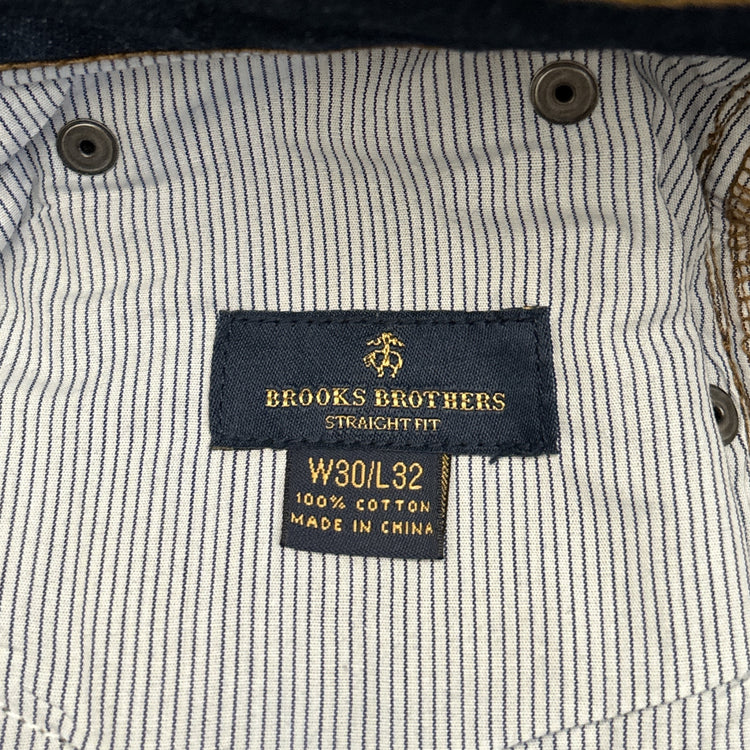 BROOKS BROTHERS
STRAIGHT FIT
W30/L32
100% COTTON
MADE IN CHINA